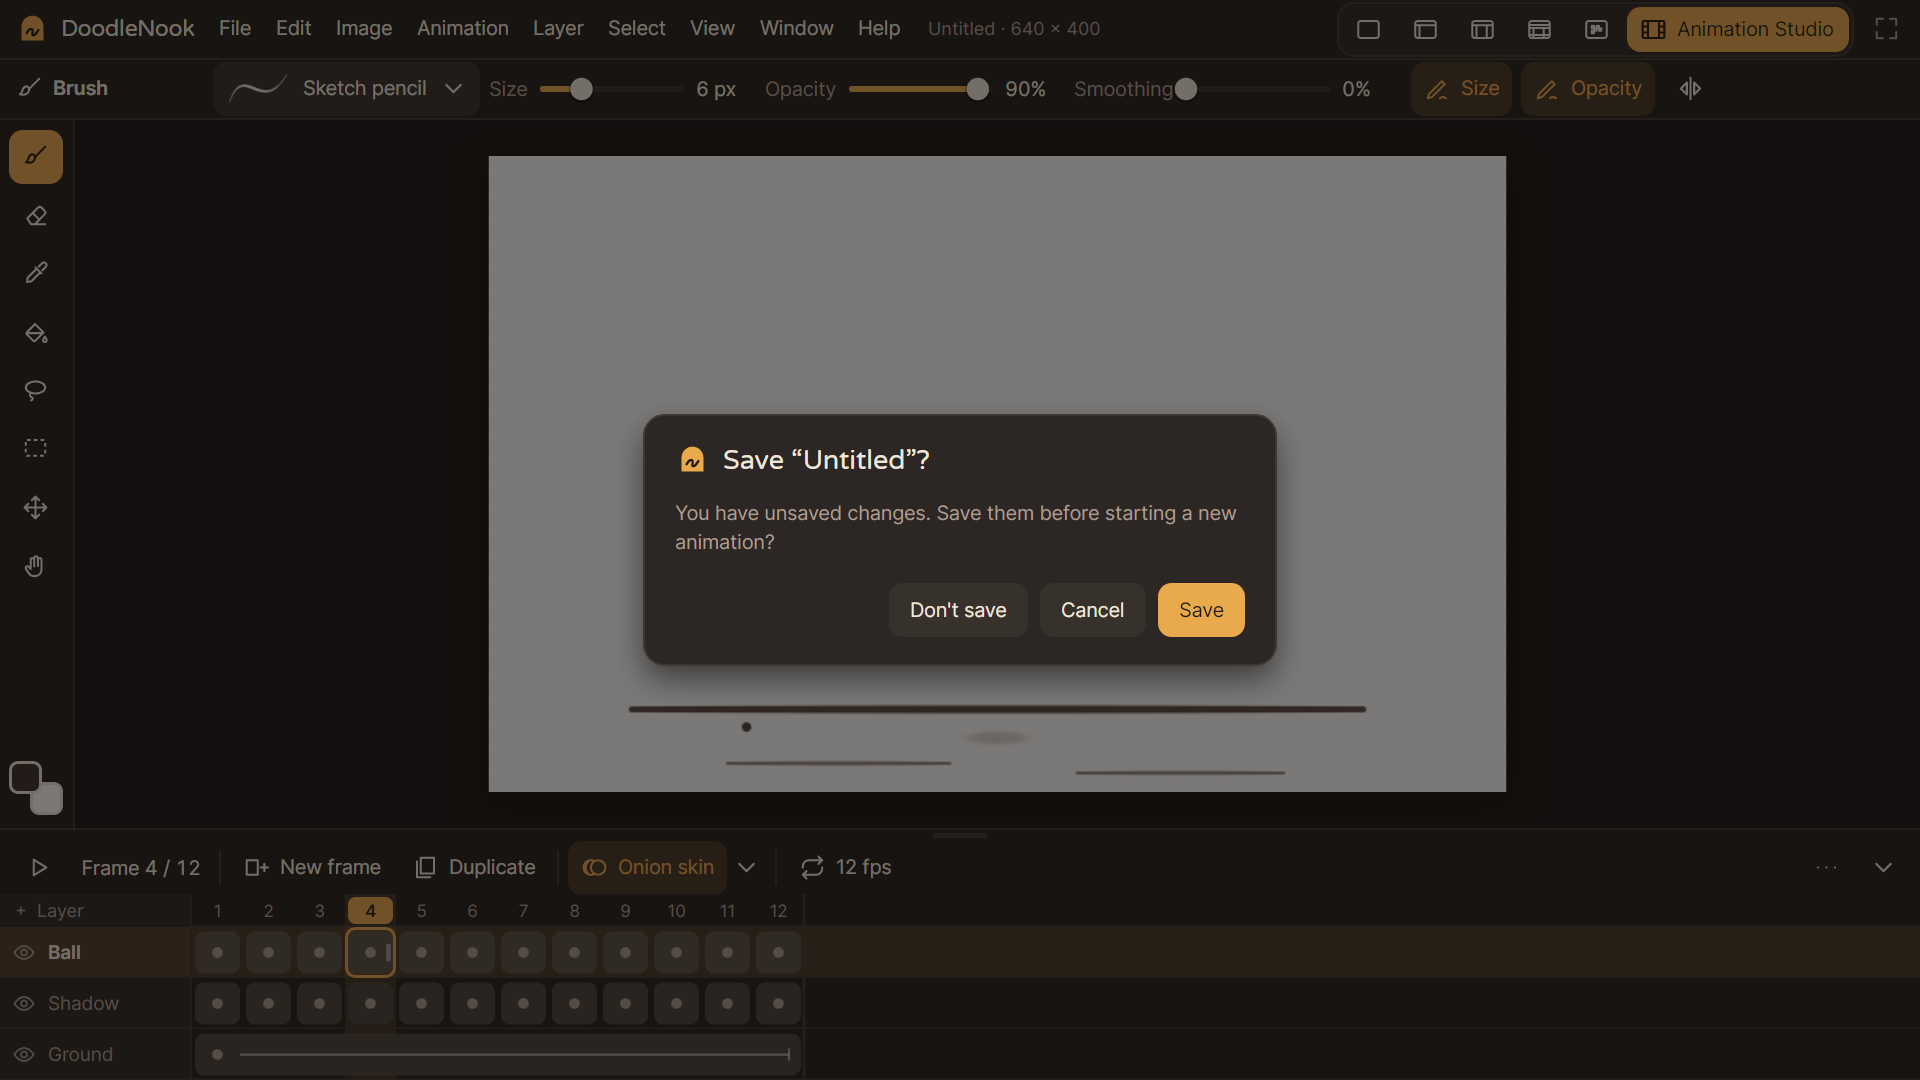 DoodleNook File Edit Image Animation Layer Select View Window Help Untitled · 640 × 400 Animation Studio
Brush Sketch pencil Size 6 px Opacity 90% Smoothing 0% Size Opacity
Save “Untitled”?
You have unsaved changes. Save them before starting a new
animation?
Don't save Cancel Save
Frame 4 / 12 New frame Duplicate Onion skin 12 fps
+ Layer 1 2 3 4 5 6 7 8 9 10 11 12
Ball
Shadow
Ground